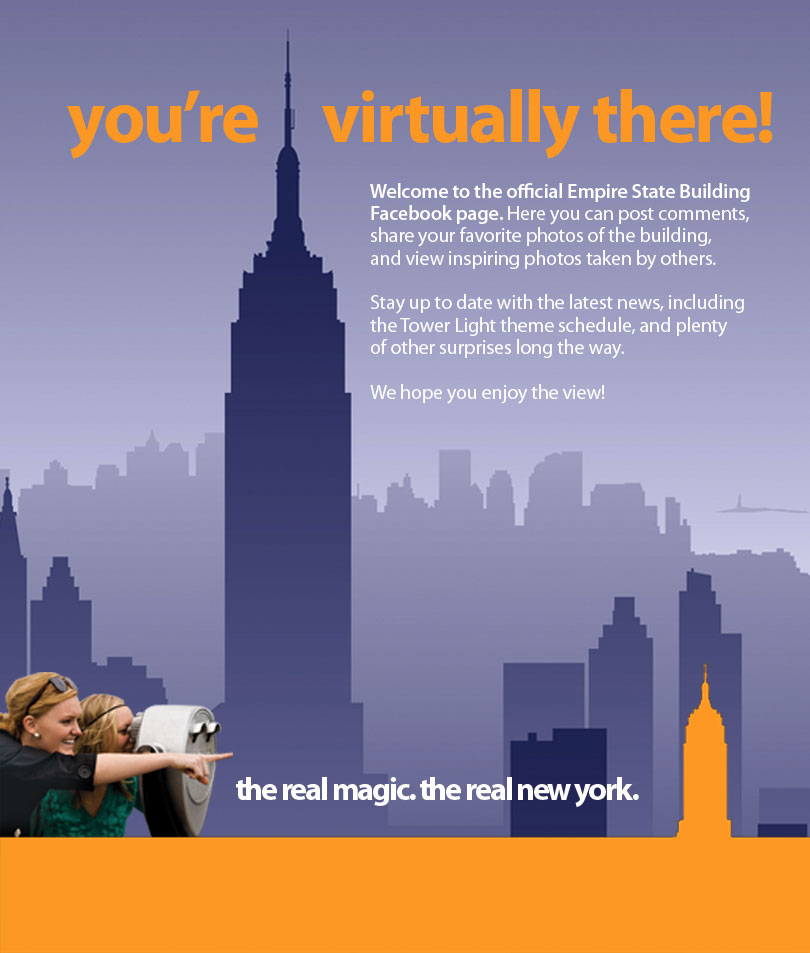 you're virtually there!
Welcome to the official Empire State Building
Facebook page. Here you can post comments,
share your favorite photos of the building,
and view inspiring photos taken by others.
Stay up to date with the latest news, including
the Tower Light theme schedule, and plenty
of other surprises long the way.
We hope you enjoy the view!
the real magic. the real new york.